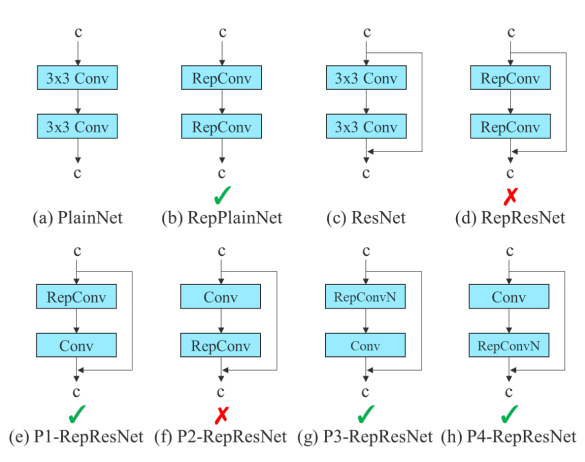 c c c c
3x3 Conv RepConv 3x3 Conv RepConv
3x3 Conv RepConv 3x3 Conv RepConv
c c c c
✓ ✗
(a) PlainNet (b) RepPlainNet (c) ResNet (d) RepResNet
c c c c
RepConv Conv RepConvN Conv
Conv RepConv Conv RepConvN
c c c c
✓ ✗ ✓ ✓
(e) P1-RepResNet (f) P2-RepResNet (g) P3-RepResNet (h) P4-RepResNet